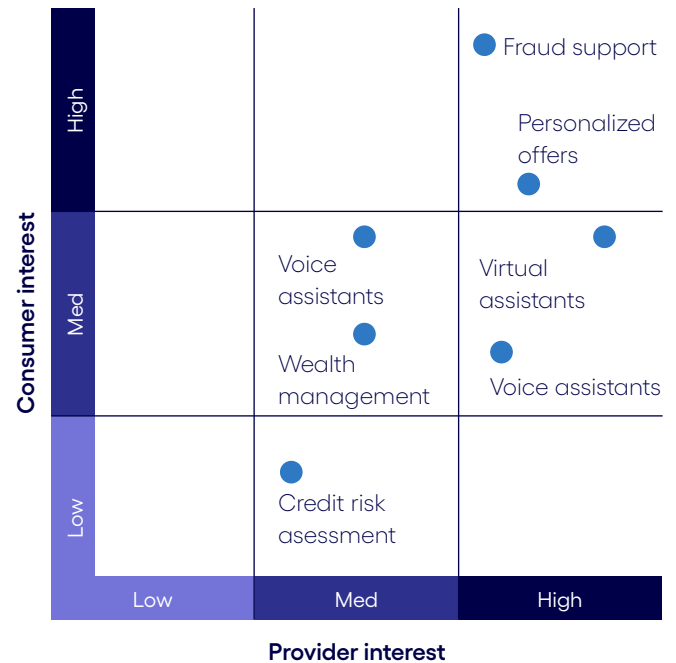 Consumer interest
High
Med
Low
Fraud support
Personalized
offers
Voice
assistants
Virtual
assistants
Wealth
management
Voice assistants
Credit risk
asessment
Low
Med
High
Provider interest